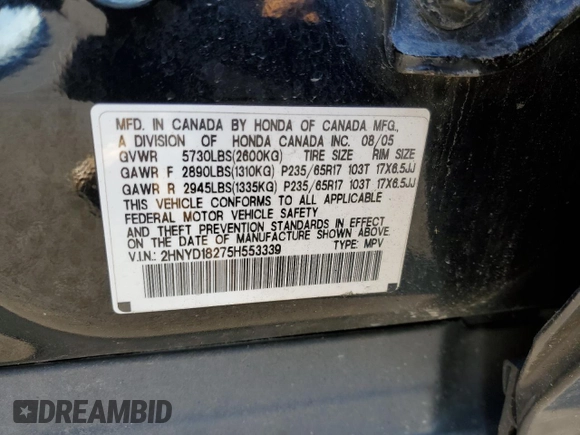 MFD. IN CANADA BY HONDA OF CANADA MFG.,
A DIVISION OF HONDA CANADA INC. 08/05
GVWR 5730LBS(2600KG) TIRE SIZE RIM SIZE
GAWR F 2890LBS(1310KG) P235/65R17 103T 17X6.5JJ
GAWR R 2945LBS(1335KG) P235/65R17 103T 17X6.5JJ
THIS VEHICLE CONFORMS TO ALL APPLICABLE
FEDERAL MOTOR VEHICLE SAFETY
AND THEFT PREVENTION STANDARDS IN EFFECT
ON THE DATE OF MANUFACTURE SHOWN ABOVE.
V.I.N.: 2HNYD18275H553339 TYPE: MPV
DREAMBID